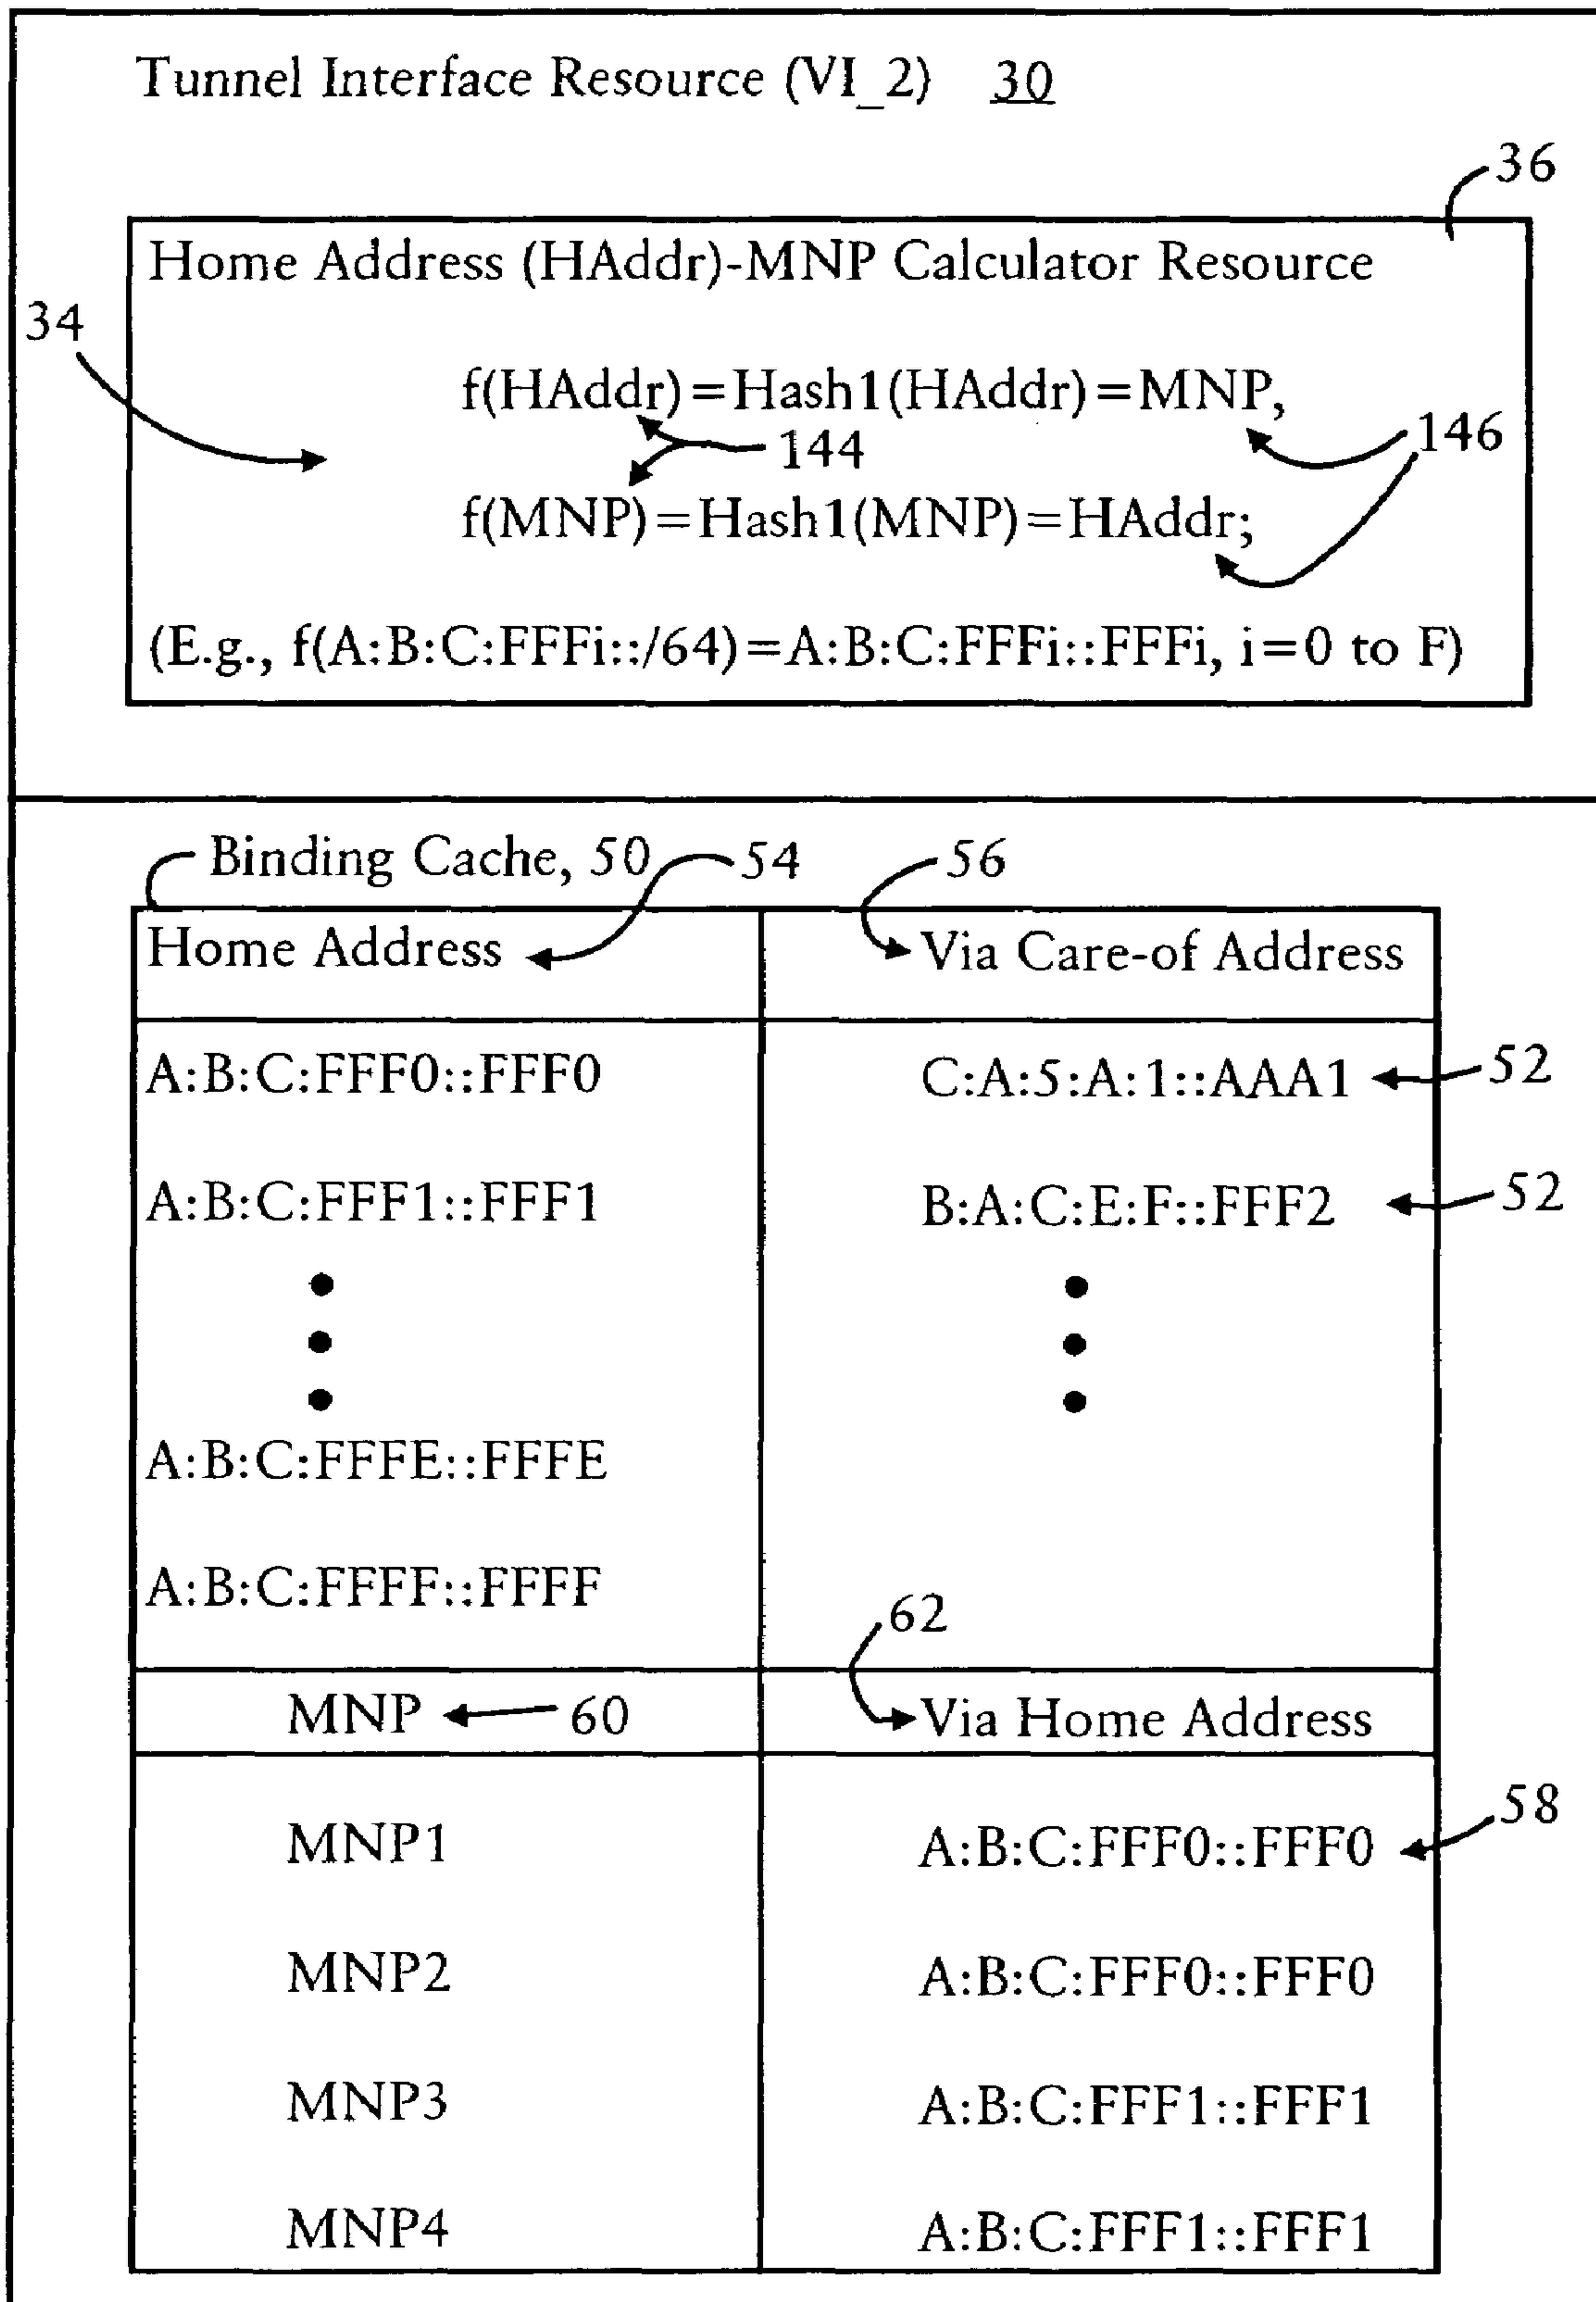 Tunnel Interface Resource (VI_2) 30
36
Home Address (HAddr)-MNP Calculator Resource
34
f(HAddr)=Hash1(HAddr)=MNP,
144 146
f(MNP)=Hash1(MNP)=HAddr;
(E.g., f(A:B:C:FFFi::/64)=A:B:C:FFFi::FFFi, i=0 to F)
Binding Cache, 50 54 56
Home Address Via Care-of Address
A:B:C:FFF0::FFF0 C:A:5:A:1::AAA1 52
A:B:C:FFF1::FFF1 B:A:C:E:F::FFF2 52
A:B:C:FFFE::FFFE
A:B:C:FFFF::FFFF
62
MNP 60 Via Home Address
58
MNP1 A:B:C:FFF0::FFF0
MNP2 A:B:C:FFF0::FFF0
MNP3 A:B:C:FFF1::FFF1
MNP4 A:B:C:FFF1::FFF1